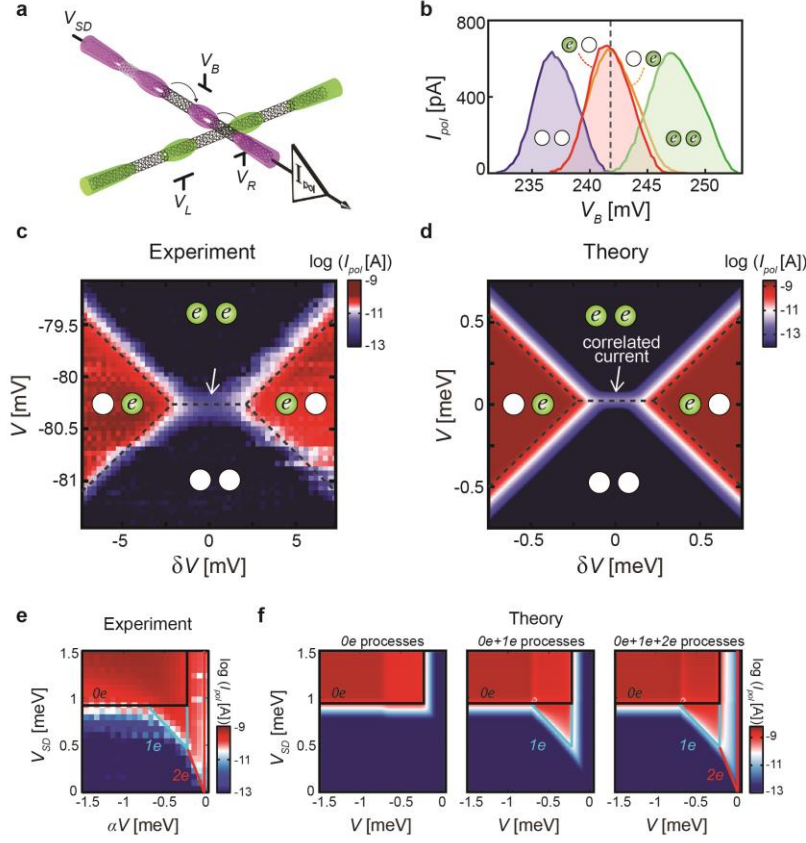 a
V_SD
V_B
V_R
V_L
I_pol
b
I_pol [pA]
600
400
0
e
e
e e
235 240 245 250
V_B [mV]
c
Experiment
log (I_pol [A])
-9
-11
-13
e e
e
e
V [mV]
-79.5
-80
-80.5
-81
-5 0 5
δV [mV]
d
Theory
log (I_pol [A])
-9
-11
-13
e e
correlated
current
e
e
V [meV]
0.5
0
-0.5
-0.5 0 0.5
δV [meV]
e
Experiment
log (I_pol [A])
-9
-11
-13
V_SD [meV]
1.5
1
0.5
0
0e
1e
2e
-1.5 -1 -0.5 0
αV [meV]
f
Theory
0e processes
0e+1e processes
0e+1e+2e processes
log (I_pol [A])
-9
-11
-13
V_SD [meV]
1.5
1
0.5
0
0e
0e
1e
0e
1e
2e
-1.5 -1 -0.5 0
-1.5 -1 -0.5 0
-1.5 -1 -0.5 0
V [meV]
V [meV]
V [meV]